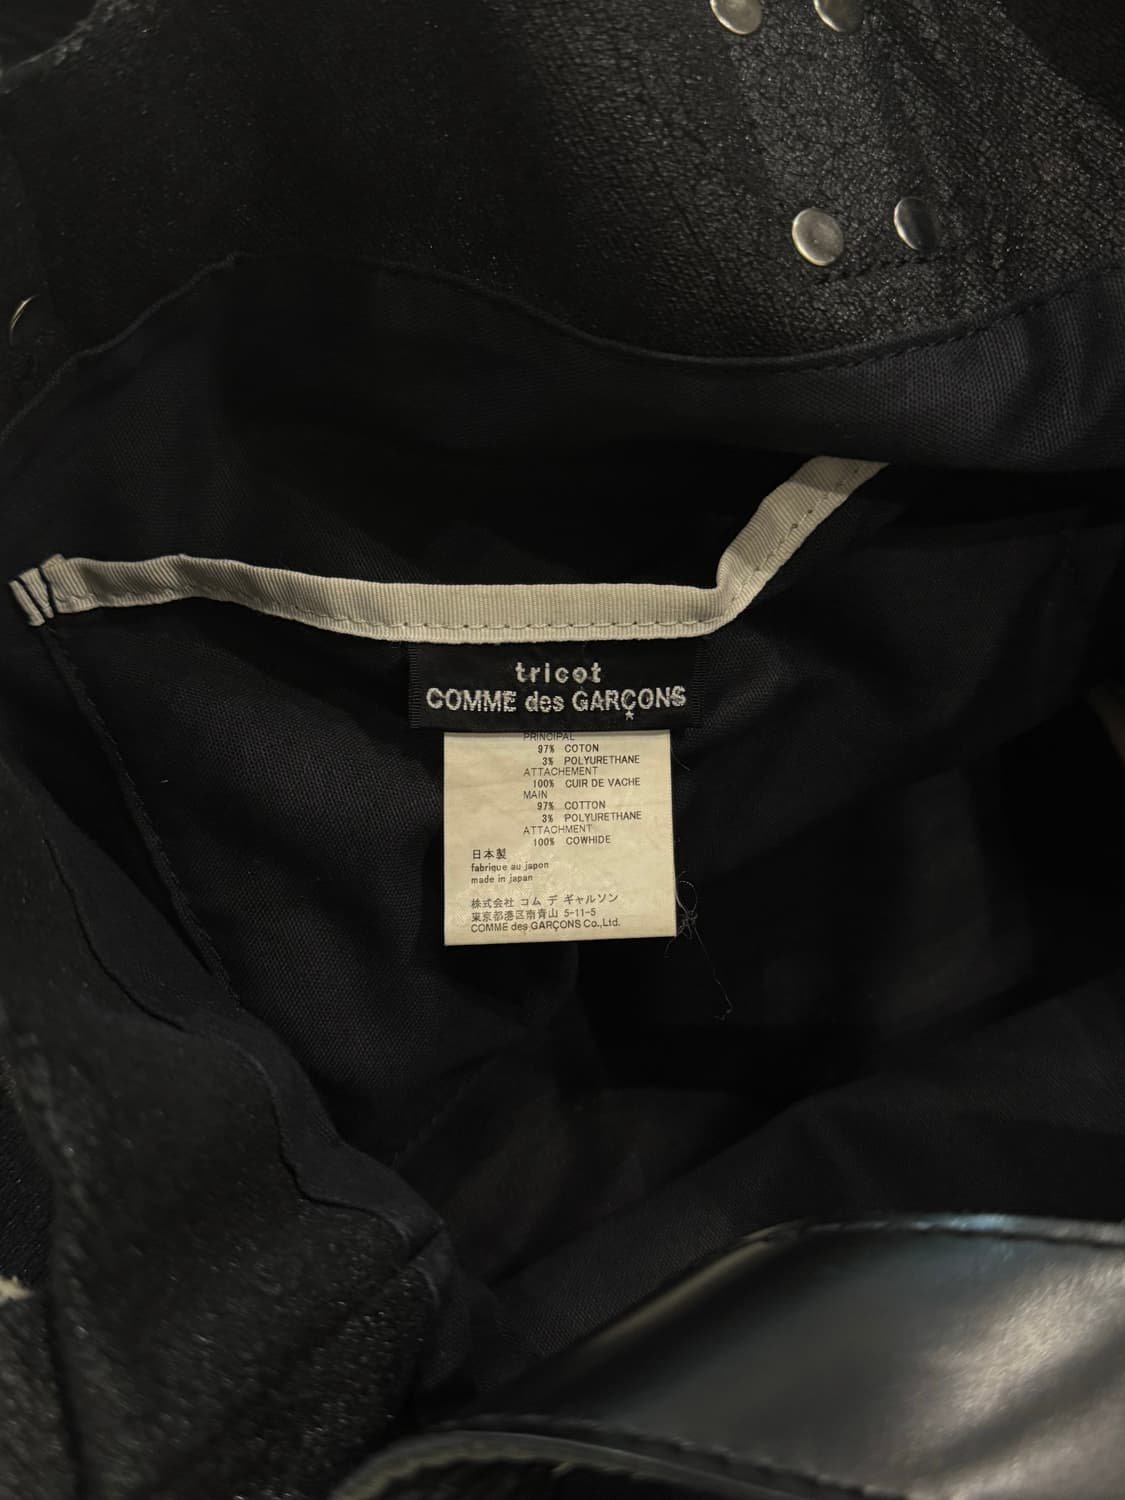 tricot
COMME des GARÇONS
PRINCIPAL
97% COTON
3% POLYURETHANE
ATTACHEMENT
100% CUIR DE VACHE
MAIN
97% COTTON
3% POLYURETHANE
ATTACHMENT
100% COWHIDE
日本製
fabriqué au japon
made in japan
株式会社 コム デ ギャルソン
東京都港区南青山 5-11-5
COMME des GARÇONS Co.,Ltd.